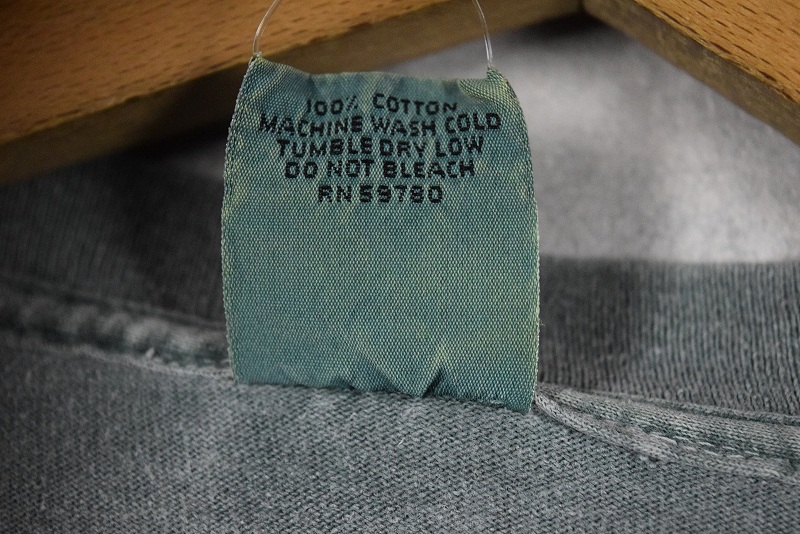 100% COTTON
MACHINE WASH COLD
TUMBLE DRY LOW
DO NOT BLEACH
RN 59780